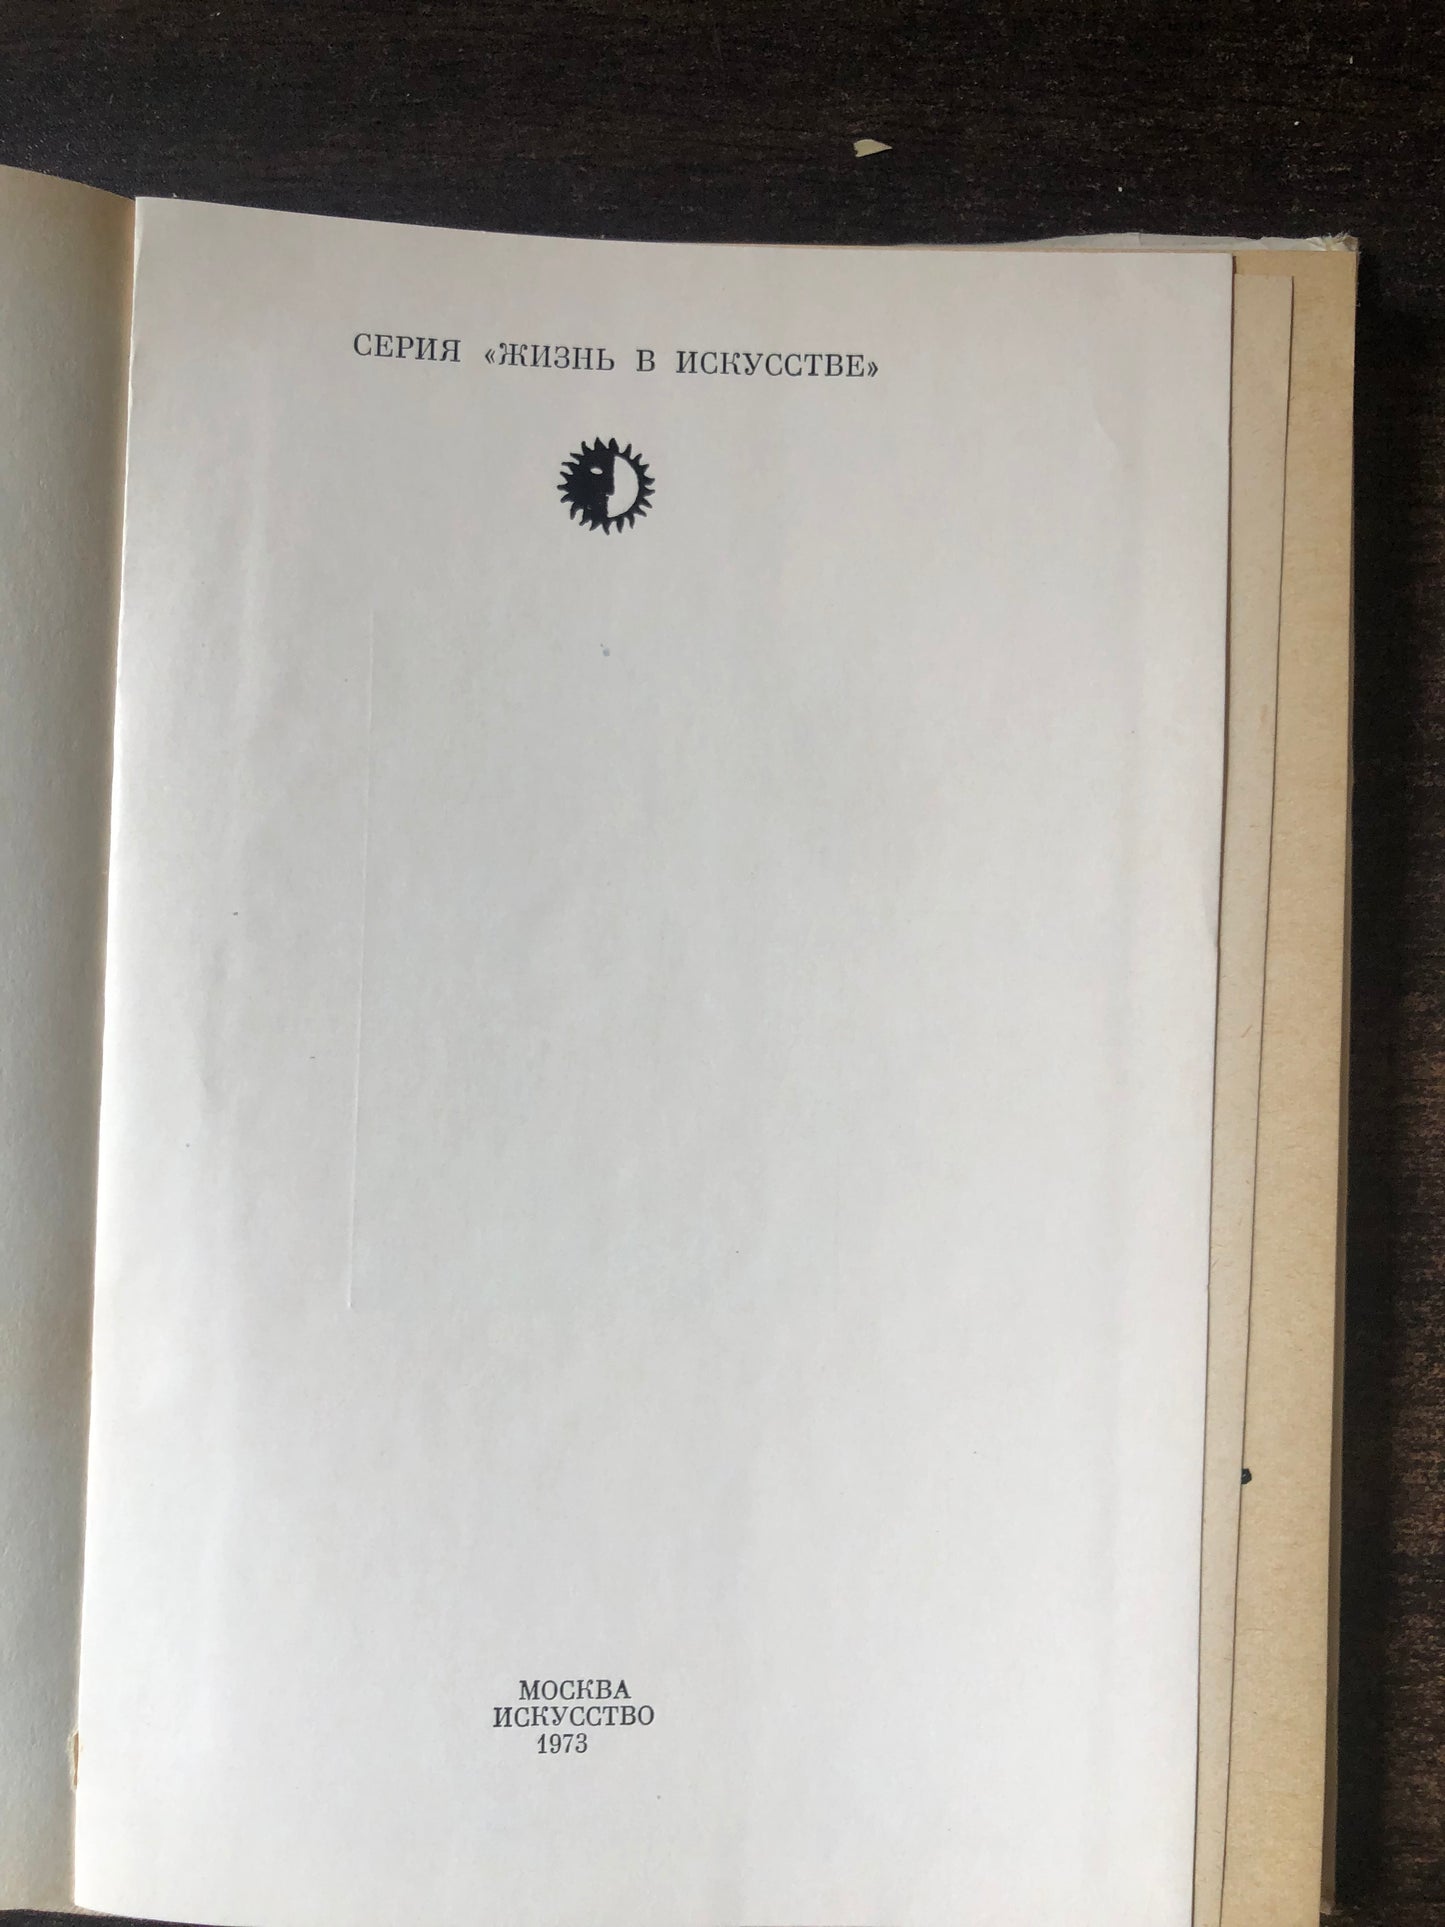 СЕРИЯ «ЖИЗНЬ В ИСКУССТВЕ»
МОСКВА
ИСКУССТВО
1973